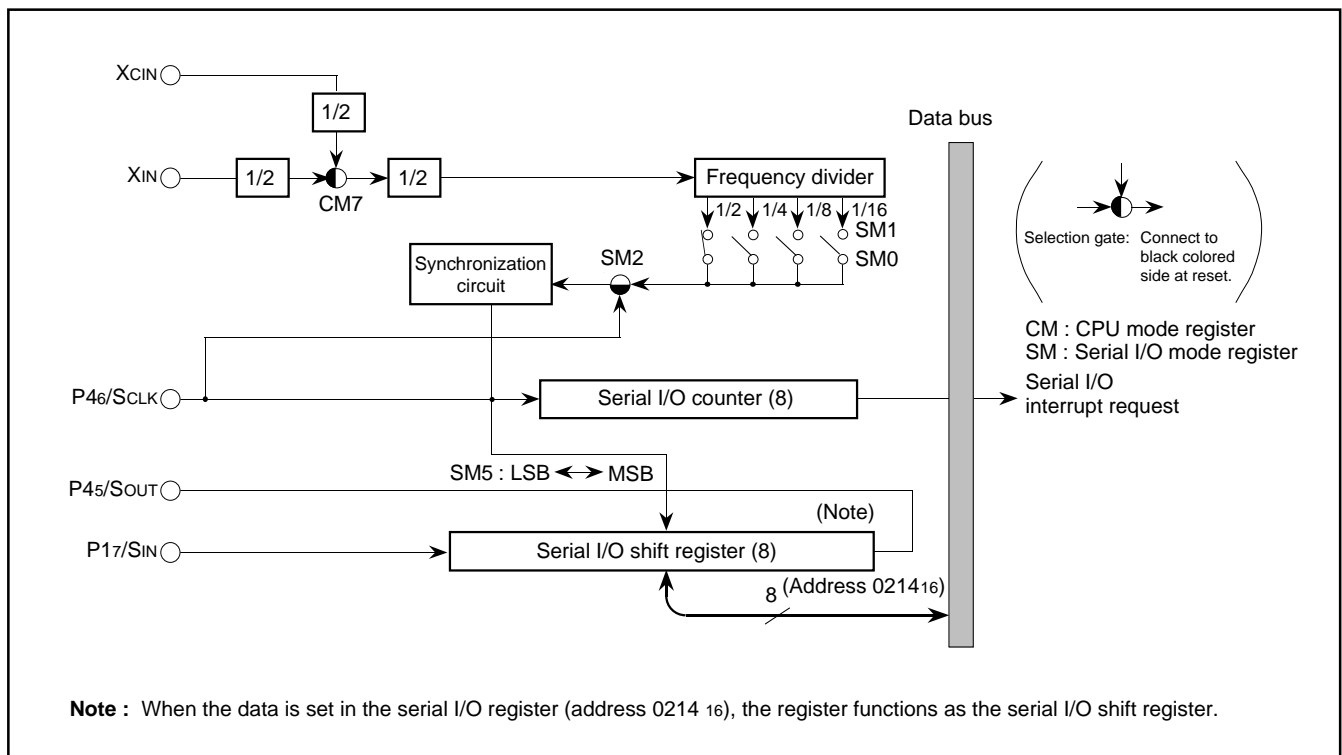 XCIN
1/2
Data bus
XIN
1/2
1/2
Frequency divider
CM7
1/2
1/4
1/8
1/16
SM1
SM0
Selection gate: Connect to
black colored
side at reset.
Synchronization
circuit
SM2
CM : CPU mode register
SM : Serial I/O mode register
P46/SCLK
Serial I/O counter (8)
Serial I/O
interrupt request
SM5 : LSB ↔ MSB
P45/SOUT
(Note)
P17/SIN
Serial I/O shift register (8)
8
(Address 021416)
Note : When the data is set in the serial I/O register (address 0214 16), the register functions as the serial I/O shift register.